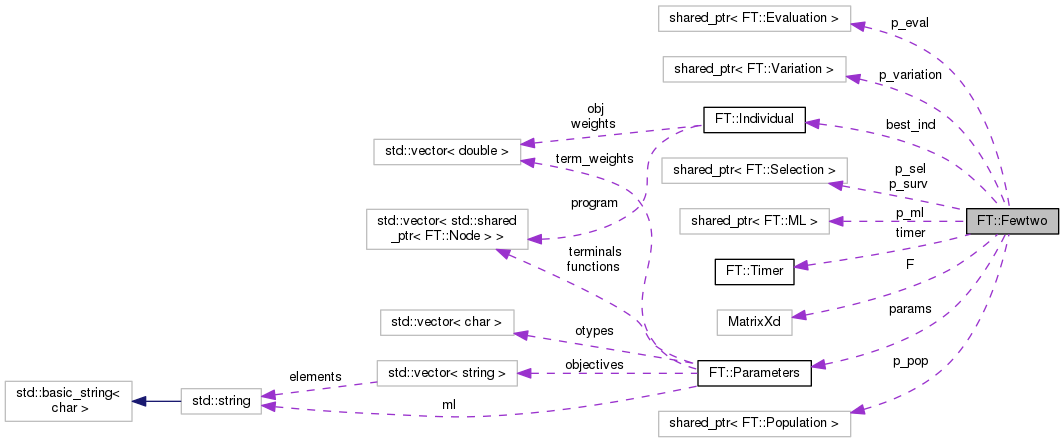 shared_ptr< FT::Evaluation >
p_eval
shared_ptr< FT::Variation >
p_variation
obj
weights
FT::Individual
best_ind
std::vector< double >
term_weights
shared_ptr< FT::Selection >
p_sel
p_surv
program
std::vector< std::shared
_ptr< FT::Node > >
shared_ptr< FT::ML >
p_ml
FT::Fewtwo
timer
terminals
functions
FT::Timer
F
std::vector< char >
otypes
MatrixXd
params
std::vector< string >
objectives
FT::Parameters
p_pop
elements
std::basic_string<
char >
std::string
ml
shared_ptr< FT::Population >